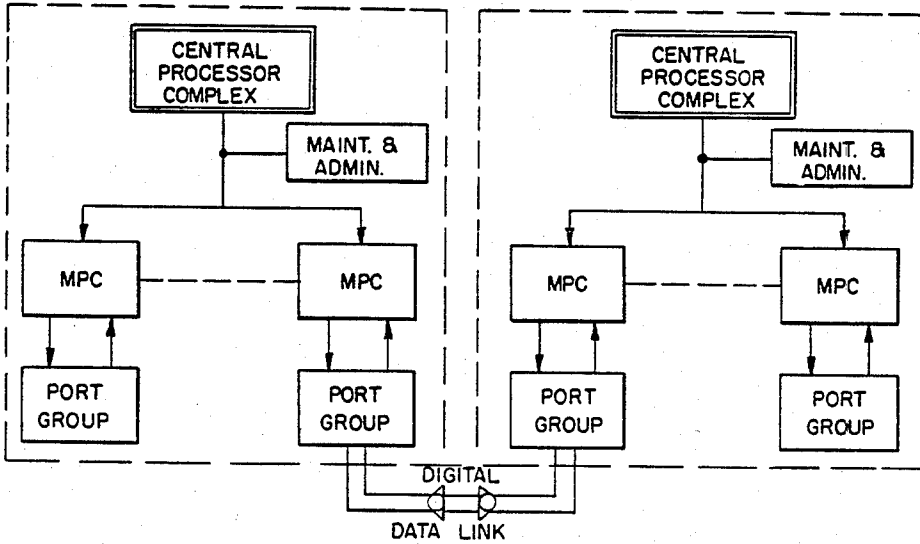 CENTRAL
PROCESSOR
COMPLEX
MAINT. &
ADMIN.
MPC
MPC
PORT
GROUP
PORT
GROUP
CENTRAL
PROCESSOR
COMPLEX
MAINT. &
ADMIN.
MPC
MPC
PORT
GROUP
PORT
GROUP
DIGITAL
DATA LINK